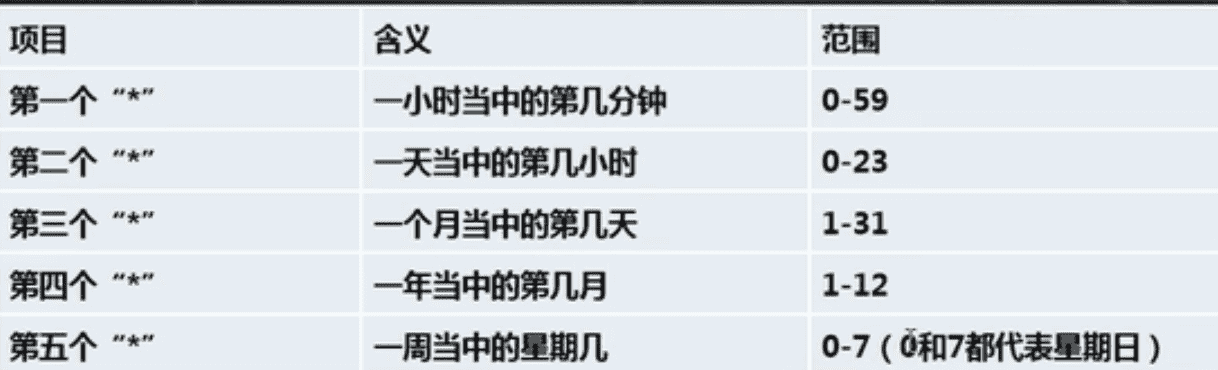 项目 含义 范围
第一个“*” 一小时当中的第几分钟 0-59
第二个“*” 一天当中的第几小时 0-23
第三个“*” 一个月当中的第几天 1-31
第四个“*” 一年当中的第几月 1-12
第五个“*” 一周当中的星期几 0-7（0和7都代表星期日）